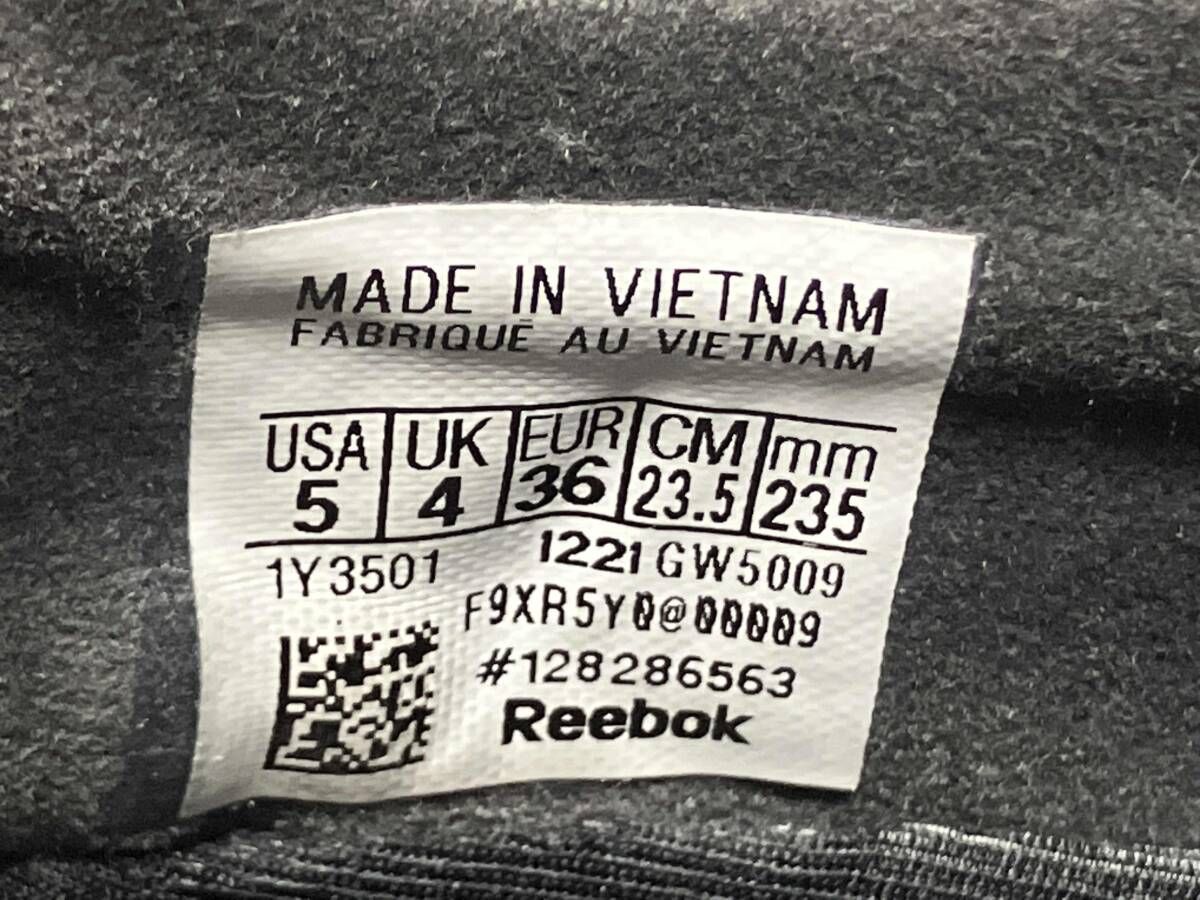 MADE IN VIETNAM
FABRIQUÉ AU VIETNAM
USA UK EUR CM mm
5 4 36 23.5 235
1Y3501 1221 GW5009
F9XR5Y0@00009
#128286563
Reebok